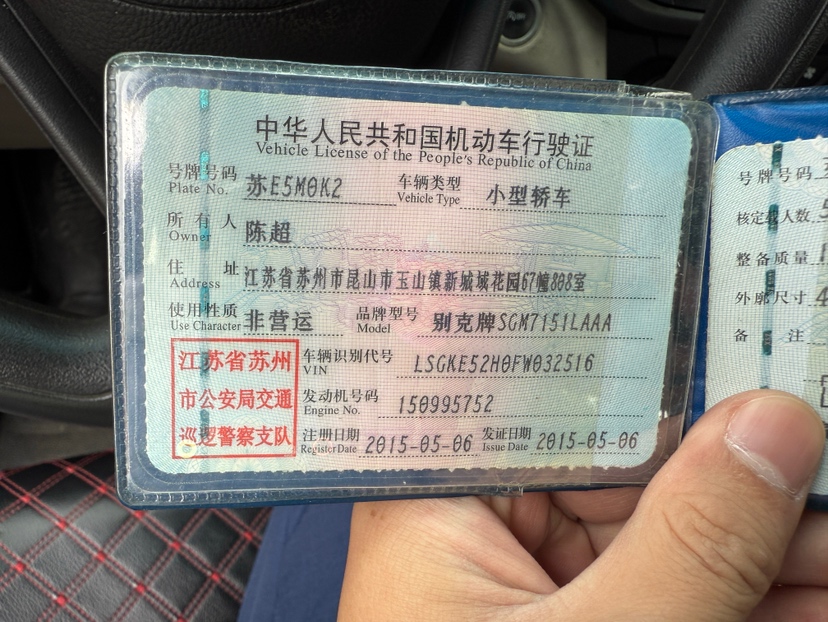 中华人民共和国机动车行驶证
Vehicle License of the People's Republic of China
号牌号码 苏E5M0K2 车辆类型 小型轿车
Plate No. Vehicle Type
所有人 陈超
Owner
住址 江苏省苏州市昆山市玉山镇新城域花园67幢808室
Address
使用性质 非营运 品牌型号 别克牌SGM7151LAAA
Use Character Model
江苏省苏州
市公安局交通
巡逻警察支队
车辆识别代号 LSGKE52H0FW032516
VIN
发动机号码 150995752
Engine No.
注册日期 2015-05-06 发证日期 2015-05-06
Register Date Issue Date
号牌号码
核定载人数
整备质量
外廓尺寸
备注